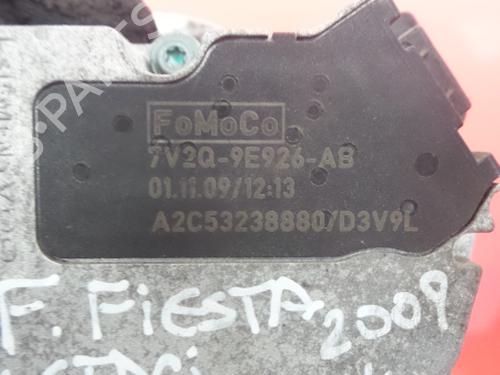 FoMoCo
7V2Q-9E926-AB
01.11.09/12:13
A2C53238880/D3V9L
F. FIESTA 2009